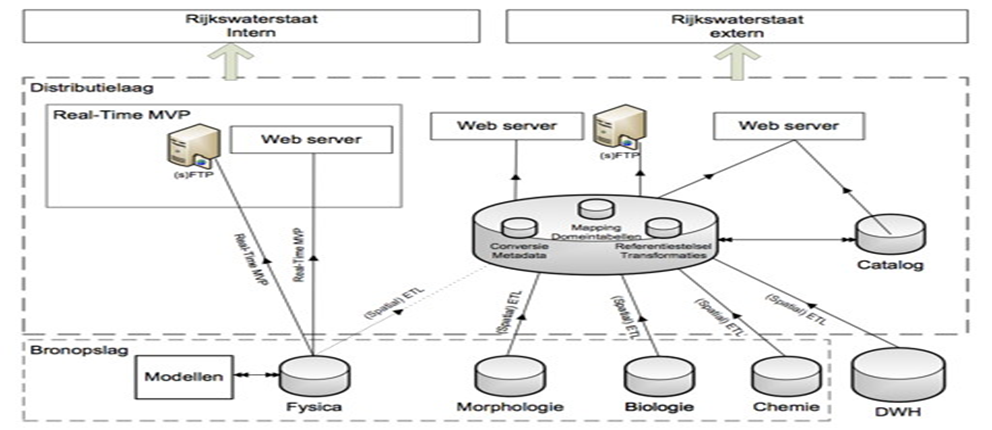 Rijkswaterstaat
Intern
Rijkswaterstaat
extern
Distributielaag
Real-Time MVP
(s)FTP
Web server
Web server
(s)FTP
Web server
Mapping
Domeintabellen
Conversie
Metadata
Referentiestelsel
Transformaties
Catalog
Real-Time MVP
Real-Time MVP
(Spatial) ETL
(Spatial) ETL
(Spatial) ETL
(Spatial) ETL
(Spatial) ETL
Bronopslag
Modellen
Fysica
Morphologie
Biologie
Chemie
DWH